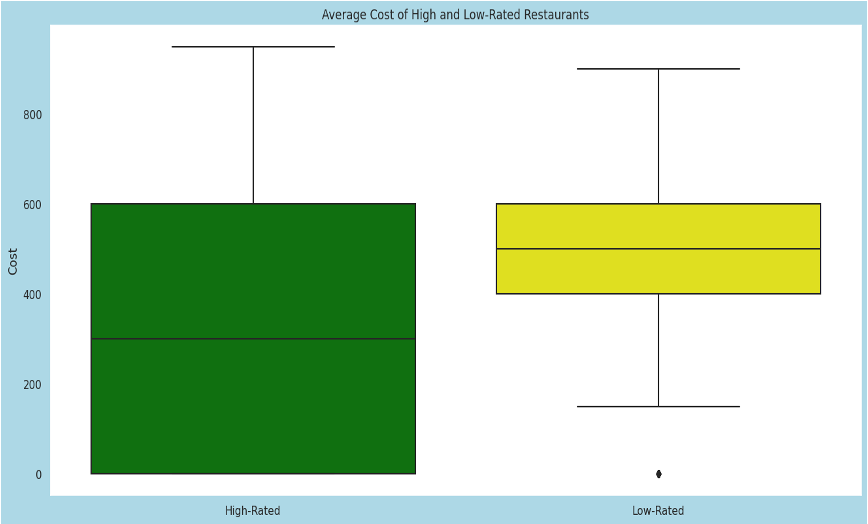 Average Cost of High and Low-Rated Restaurants
800
600
400
200
0
Cost
High-Rated
Low-Rated